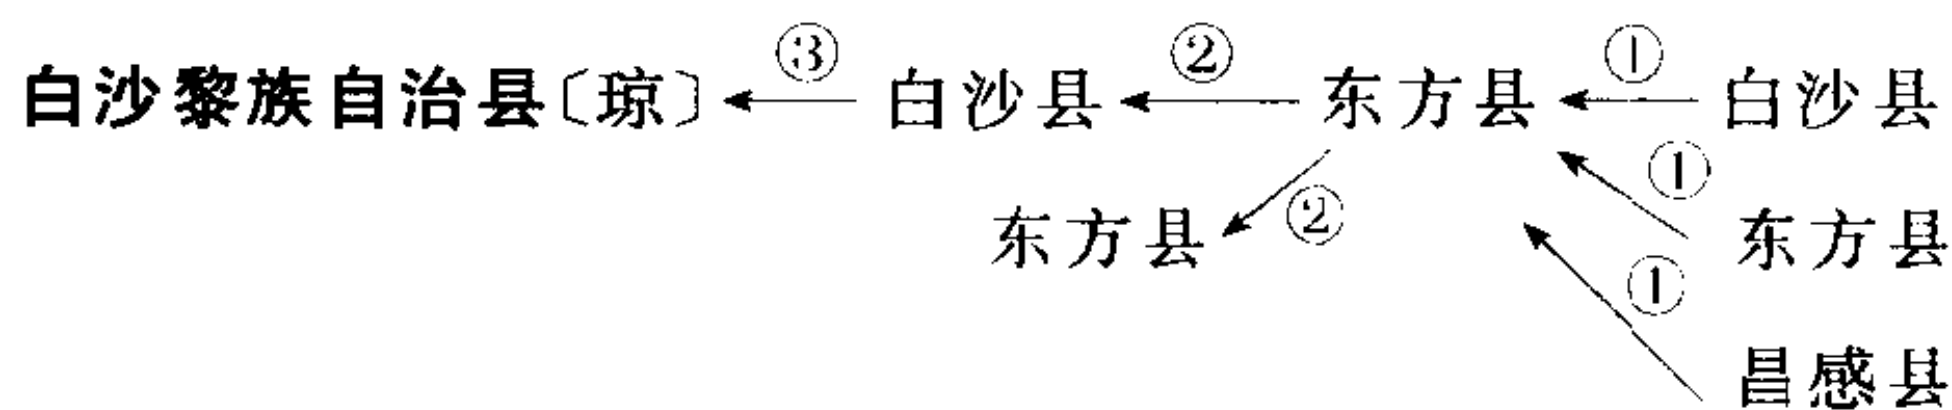 白沙黎族自治县〔琼〕 ③ 白沙县 ② 东方县 ① 白沙县
东方县 ② ① 东方县
① 昌感县